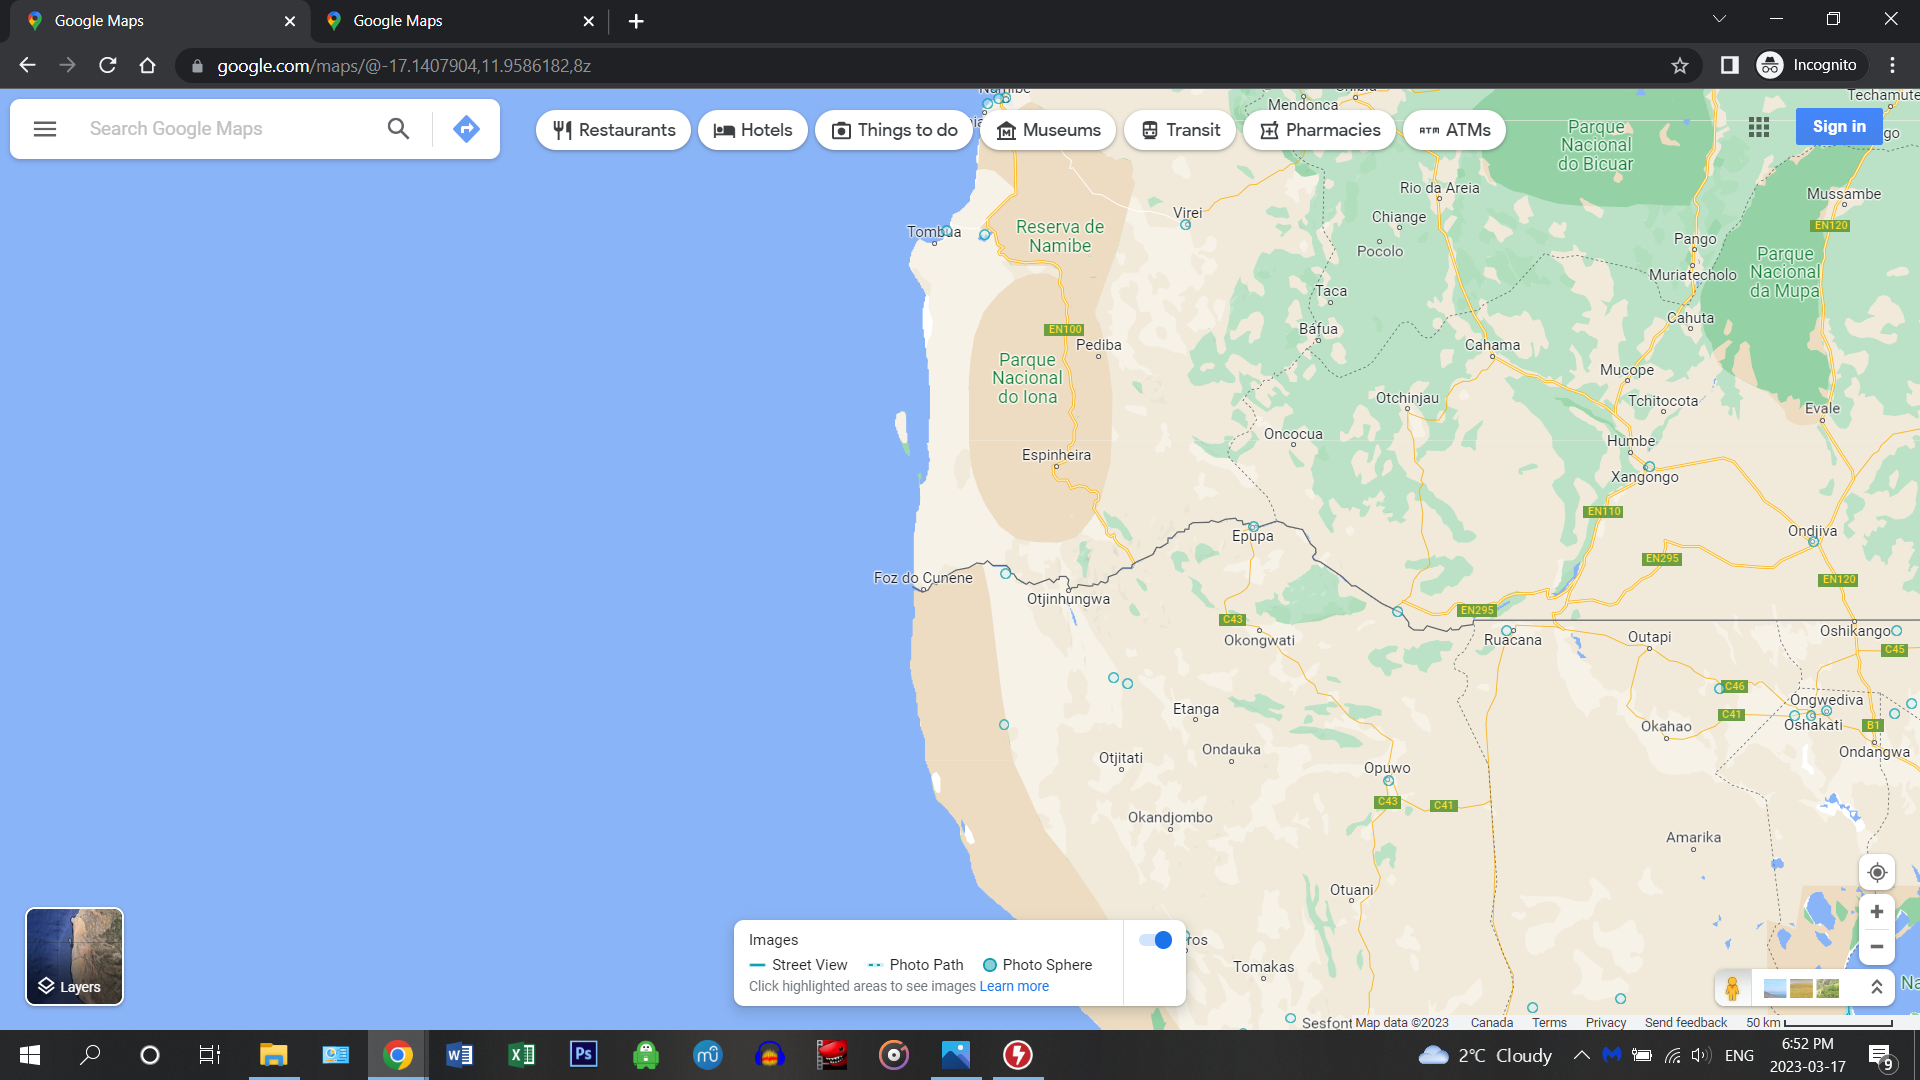 Google Maps
Google Maps
google.com/maps/@-17.1407904,11.9586182,8z
Incognito
Search Google Maps
Restaurants
Hotels
Things to do
Museums
Transit
Pharmacies
ATM ATMs
Sign in
Namibe
Mendonca
Chibia
Techamute
Parque
Nacional
do Bicuar
Rio da Areia
Mussambe
Virei
Chiange
EN120
Tombua
Reserva de
Namibe
Pocolo
Pango
Parque
Nacional
da Mupa
Muriatecholo
Taca
Cahuta
Bafua
EN100
Pediba
Cahama
Parque
Nacional
do Iona
Mucope
Otchinjau
Tchitocota
Evale
Oncocua
Humbe
Espinheira
Xangongo
EN110
Epupa
Ondjiva
EN295
Foz do Cunene
EN120
Otjinhungwa
EN295
C43
Okongwati
Ruacana
Outapi
Oshikango
C45
C46
Etanga
Ongwediva
C41
Okahao
Oshakati
B1
Ondauka
Otjitati
Ondangwa
Opuwo
C43
C41
Okandjombo
Amarika
Otuani
ros
Tomakas
Sesfont
Na
Images
Street View
Photo Path
Photo Sphere
Click highlighted areas to see images Learn more
Layers
Map data ©2023
Canada
Terms
Privacy
Send feedback
50 km
2°C Cloudy
ENG
6:52 PM
2023-03-17
9